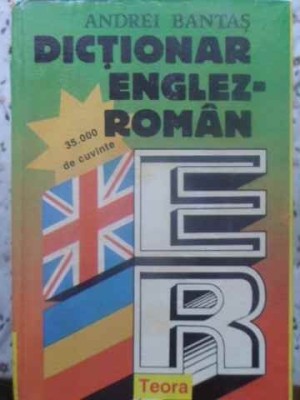 ANDREI BANTAȘ
DICȚIONAR
ENGLEZ-
ROMÂN
35.000
de cuvinte
E
R
Teora